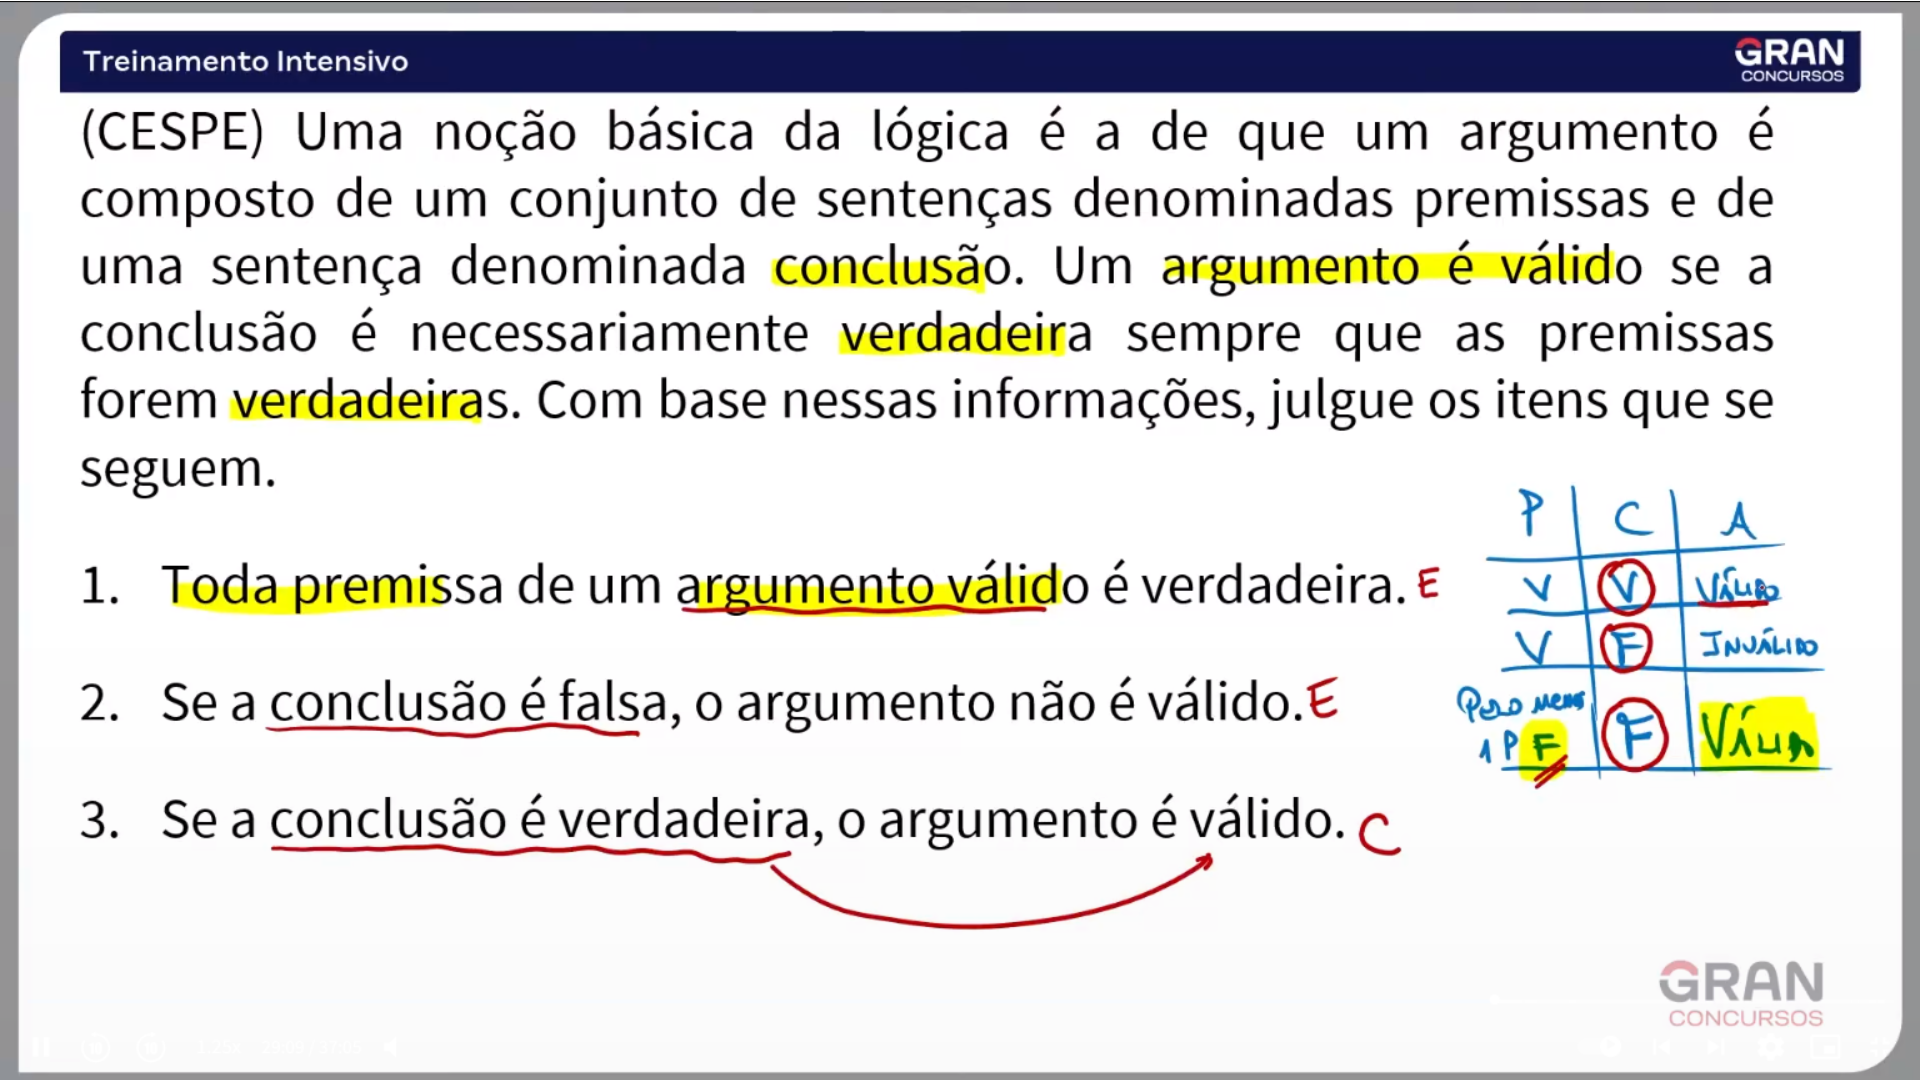 Treinamento Intensivo
GRAN
CONCURSOS
(CESPE) Uma noção básica da lógica é a de que um argumento é
composto de um conjunto de sentenças denominadas premissas e de
uma sentença denominada conclusão. Um argumento é válido se a
conclusão é necessariamente verdadeira sempre que as premissas
forem verdadeiras. Com base nessas informações, julgue os itens que se
seguem.
1. Toda premissa de um argumento válido é verdadeira. E
2. Se a conclusão é falsa, o argumento não é válido. E
3. Se a conclusão é verdadeira, o argumento é válido. C
P C A
V V VÁLIDO
V F INVÁLIDO
Pelo menos
1 P F F
GRAN
CONCURSOS
1.25x